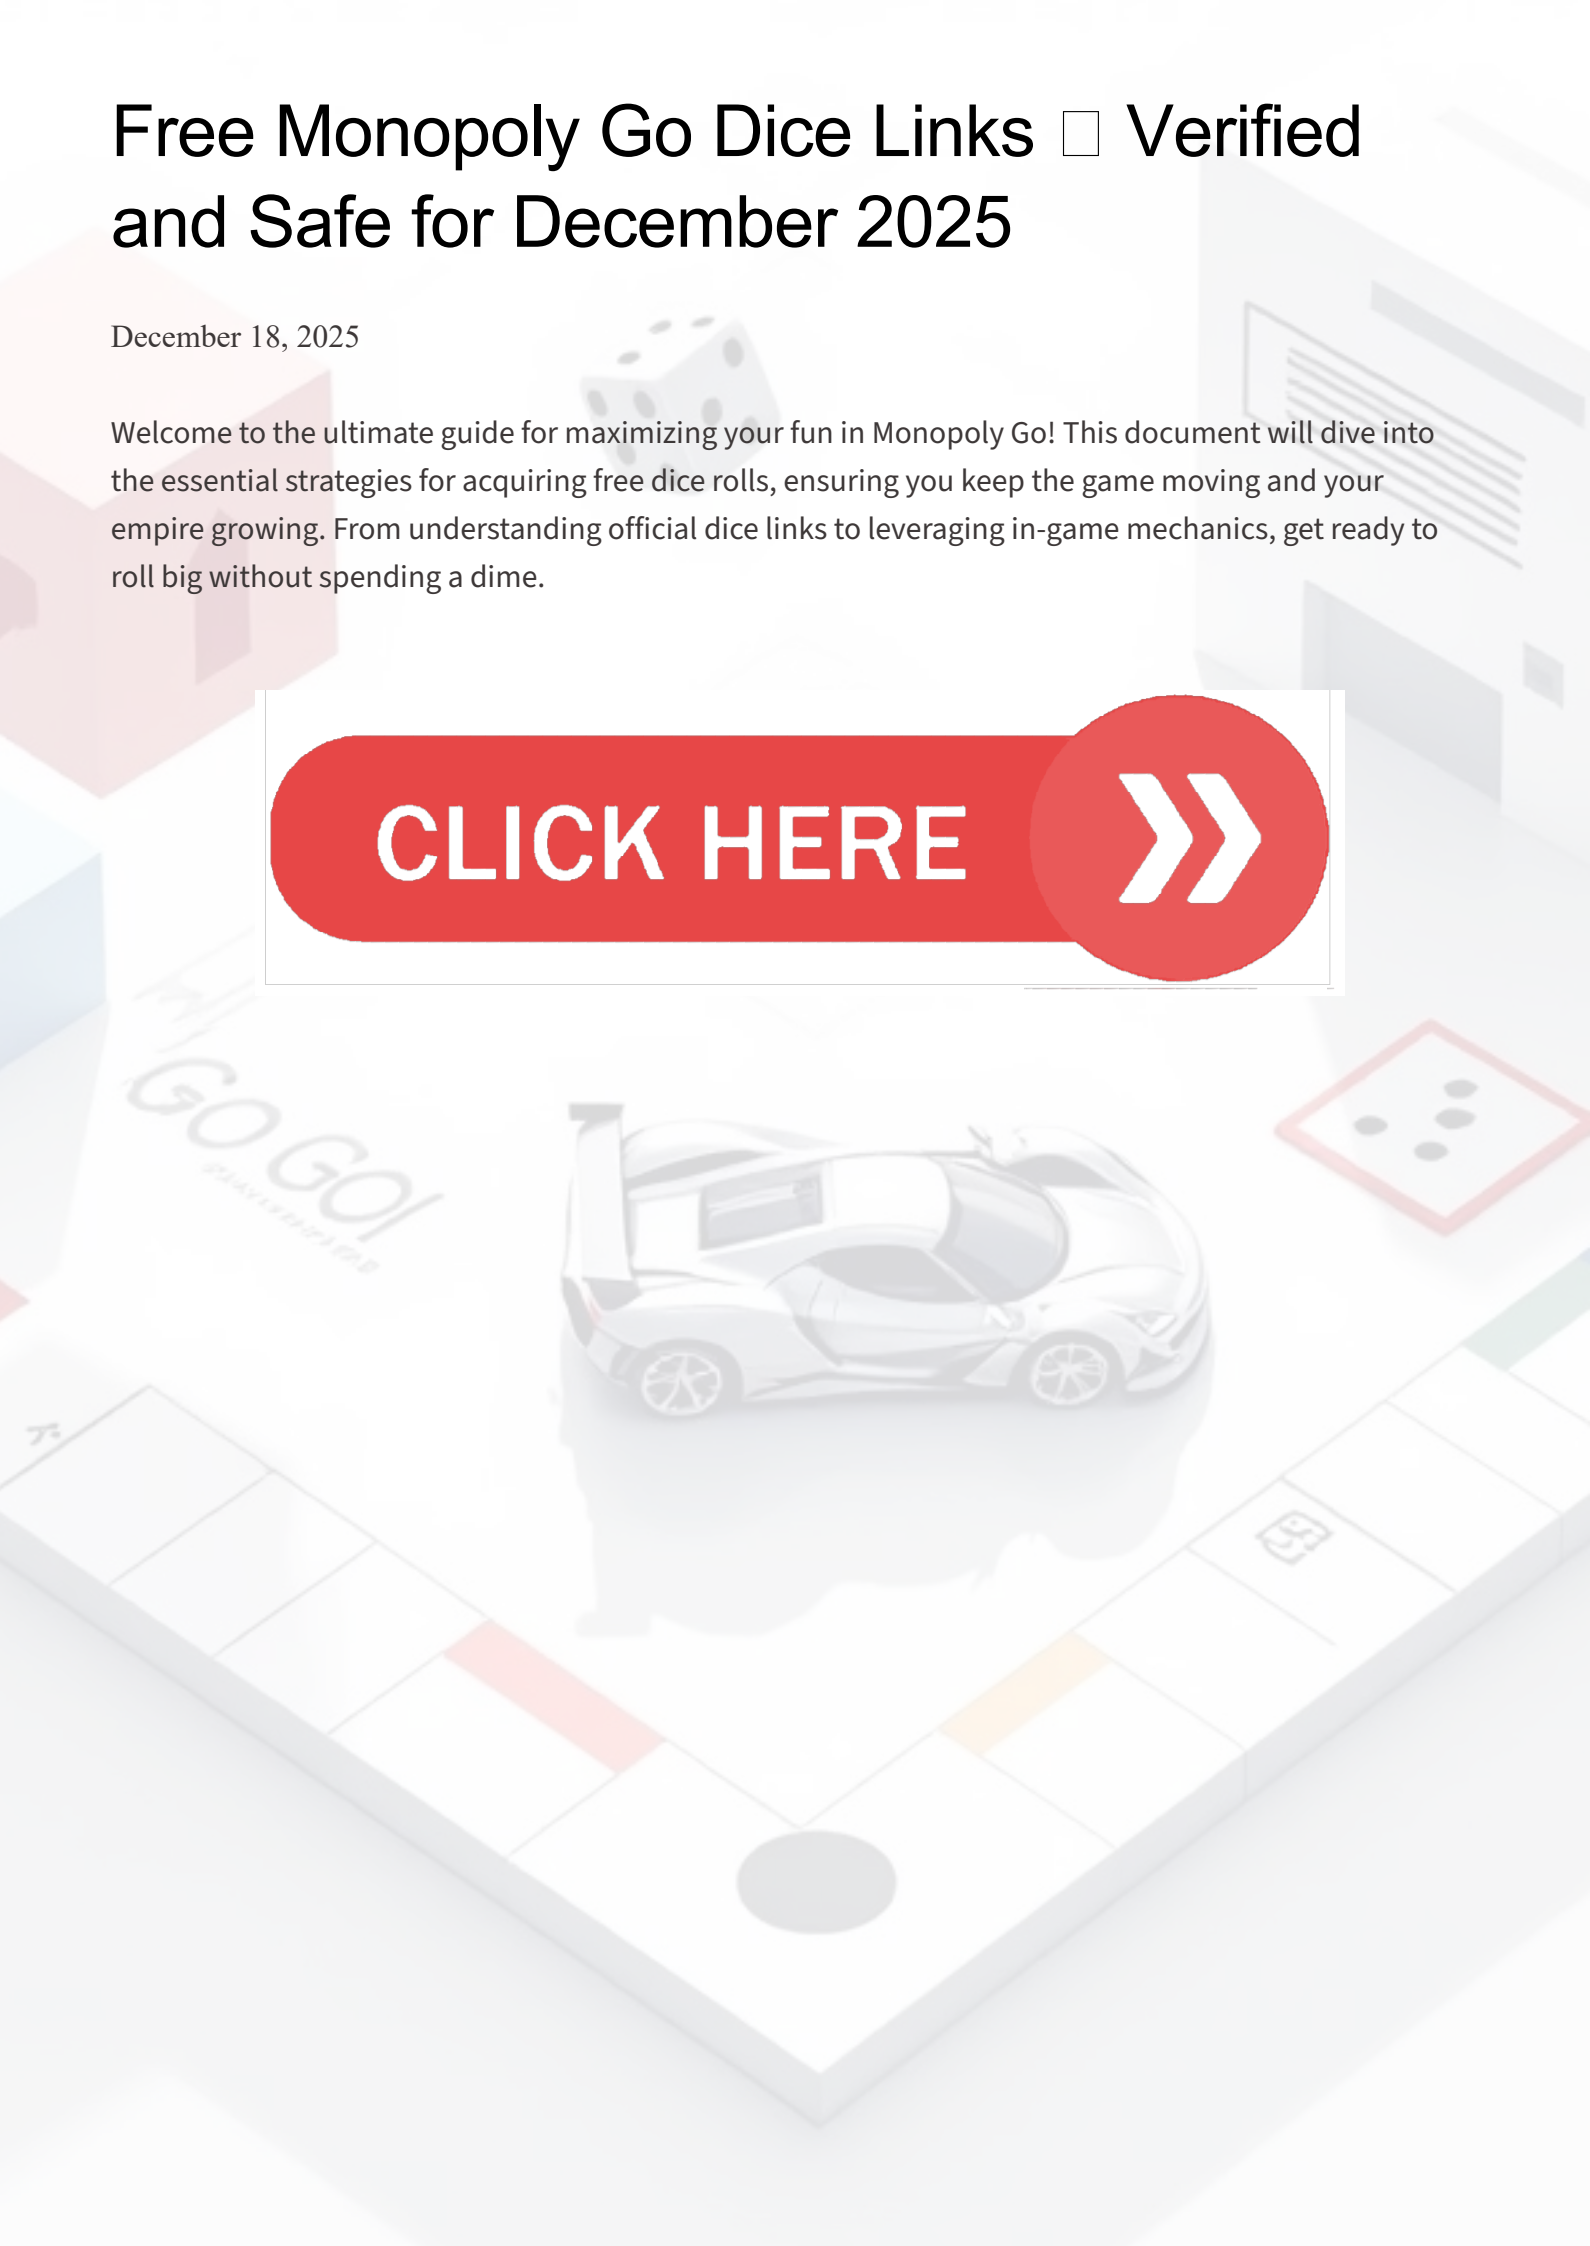 Free Monopoly Go Dice Links □ Verified
and Safe for December 2025
December 18, 2025
Welcome to the ultimate guide for maximizing your fun in Monopoly Go! This document will dive into
the essential strategies for acquiring free dice rolls, ensuring you keep the game moving and your
empire growing. From understanding official dice links to leveraging in-game mechanics, get ready to
roll big without spending a dime.
CLICK HERE
GO GO!